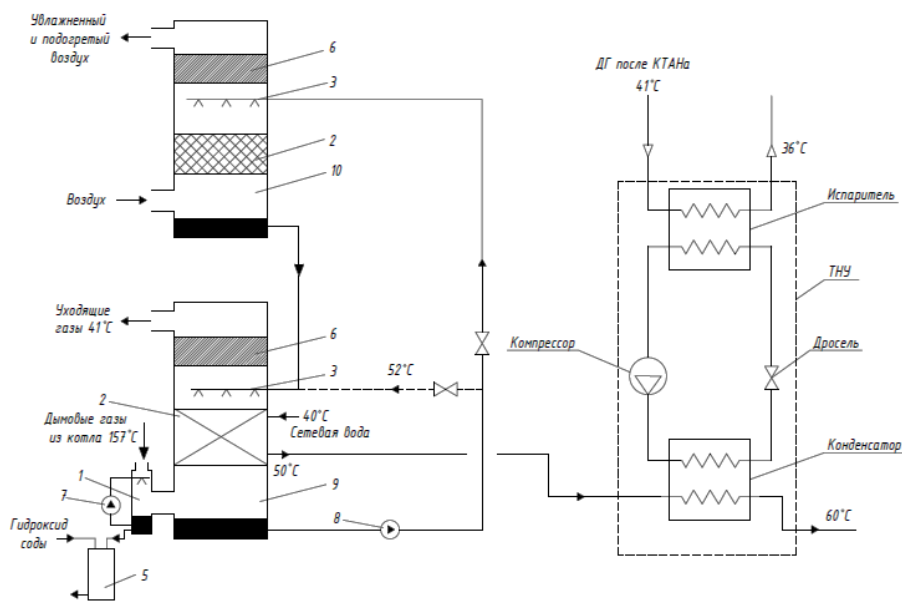 Увлажненный
и подогретый
воздух
6
3
2
10
Воздух
Уходящие
газы 41°С
6
3
52°С
2
40°С
Сетевая вода
Дымовые газы
из котла 157°С
1
50°С
7
9
8
Гидроксид
соды
5
ДГ после КТАНа
41°С
36°С
Испаритель
ТНУ
Компрессор
Дросель
Конденсатор
60°С